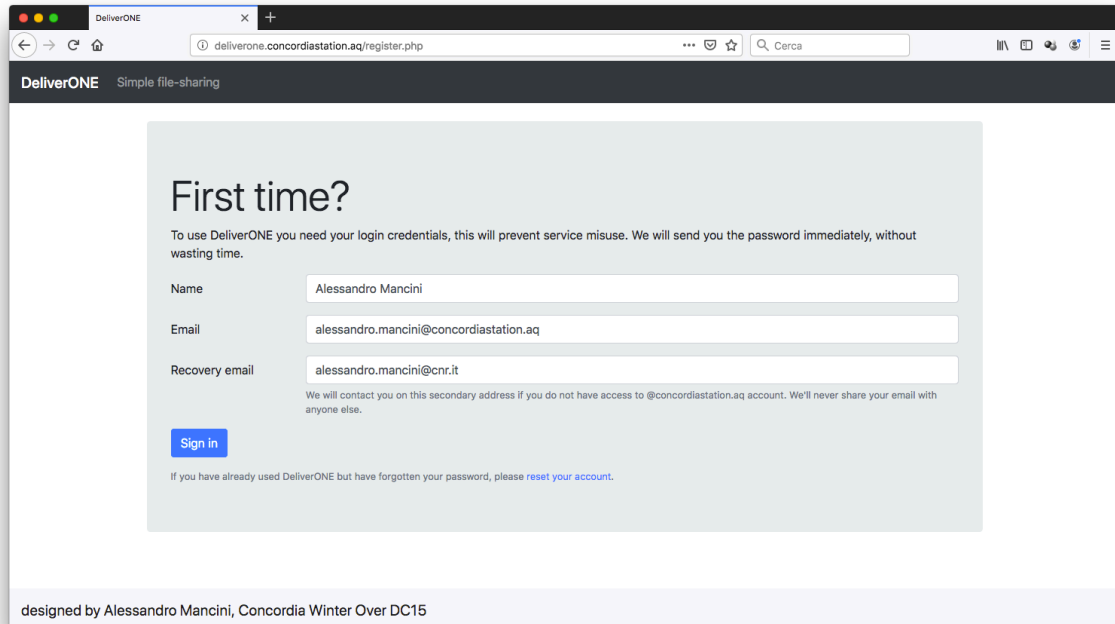 DeliverONE
deliverone.concordiastation.aq/register.php
Cerca
DeliverONE Simple file-sharing
First time?
To use DeliverONE you need your login credentials, this will prevent service misuse. We will send you the password immediately, without
wasting time.
Name Alessandro Mancini
Email alessandro.mancini@concordiastation.aq
Recovery email alessandro.mancini@cnr.it
We will contact you on this secondary address if you do not have access to @concordiastation.aq account. We'll never share your email with
anyone else.
Sign in
If you have already used DeliverONE but have forgotten your password, please reset your account.
designed by Alessandro Mancini, Concordia Winter Over DC15